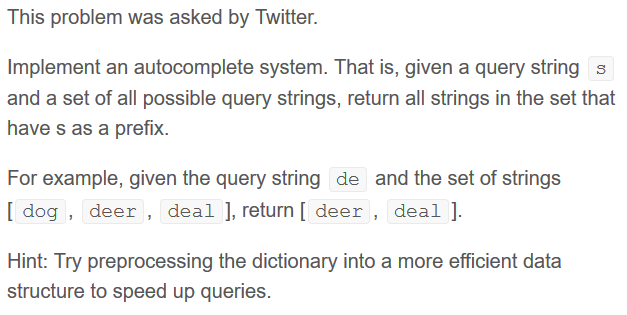 This problem was asked by Twitter.
Implement an autocomplete system. That is, given a query string s
and a set of all possible query strings, return all strings in the set that
have s as a prefix.
For example, given the query string de and the set of strings
[ dog , deer , deal ], return [ deer , deal ].
Hint: Try preprocessing the dictionary into a more efficient data
structure to speed up queries.